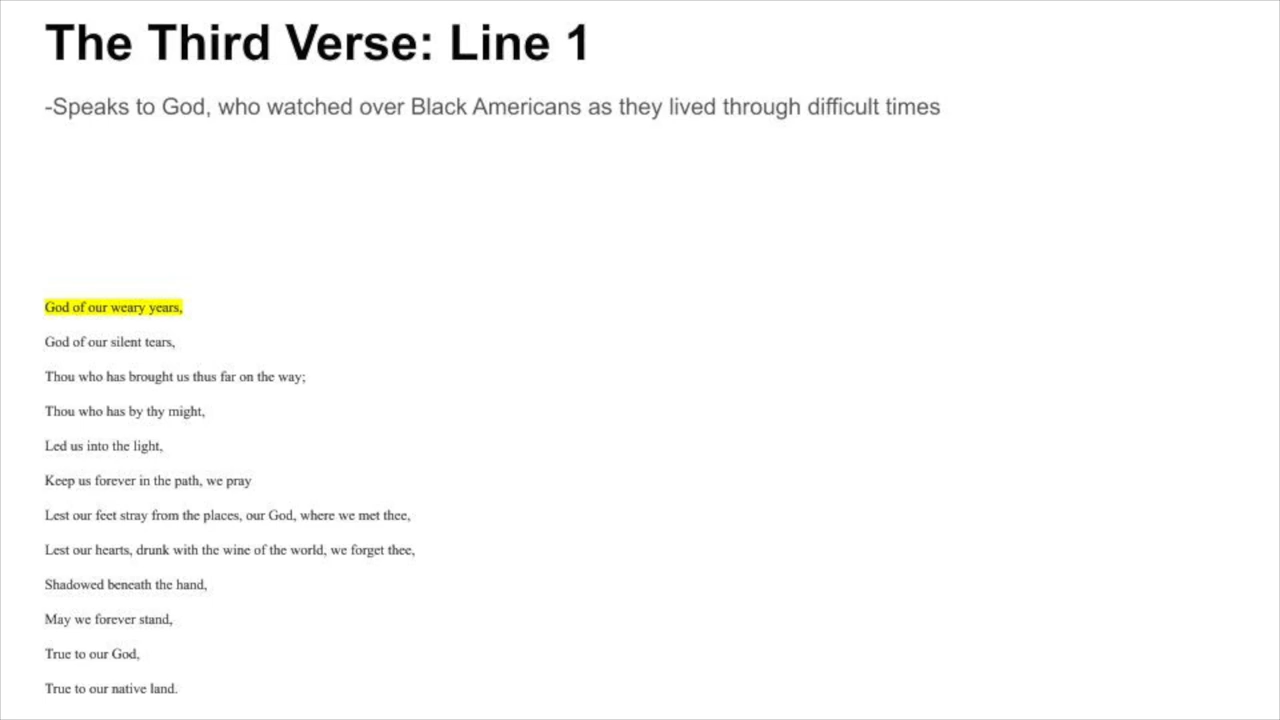 The Third Verse: Line 1
-Speaks to God, who watched over Black Americans as they lived through difficult times
God of our weary years,
God of our silent tears,
Thou who has brought us thus far on the way;
Thou who has by thy might,
Led us into the light,
Keep us forever in the path, we pray
Lest our feet stray from the places, our God, where we met thee,
Lest our hearts, drunk with the wine of the world, we forget thee,
Shadowed beneath the hand,
May we forever stand,
True to our God,
True to our native land.